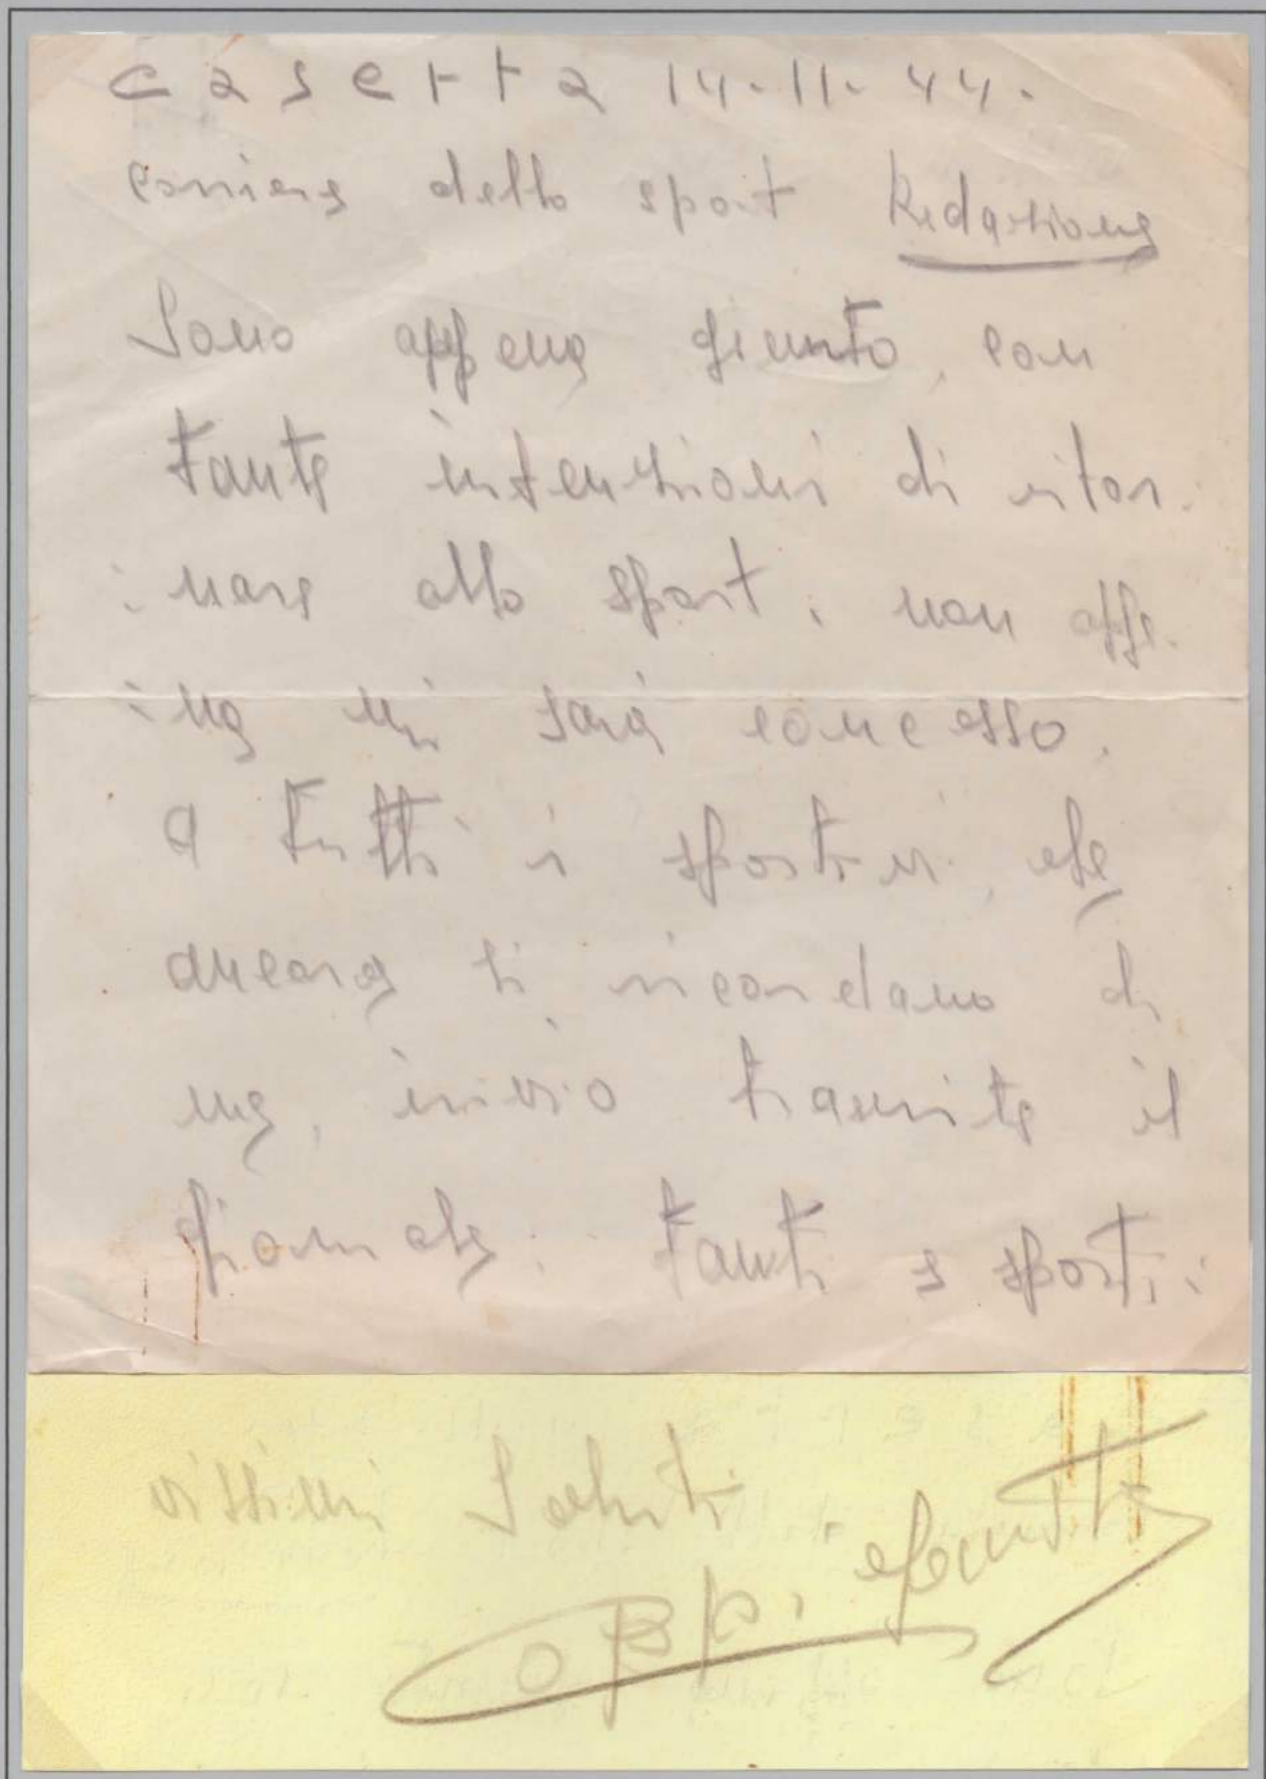 Caserta 14-11-44.
Corriere dello sport Redazione
Sono appena giunto, con
tante intenzioni di ritor-
-nare allo sport, non appe-
-na mi sarà concesso.
A tutti i sportivi, che
ancora si ricordano di
me, invio tramite il
giornale. tanti e sporti-
vissimi Saluti.